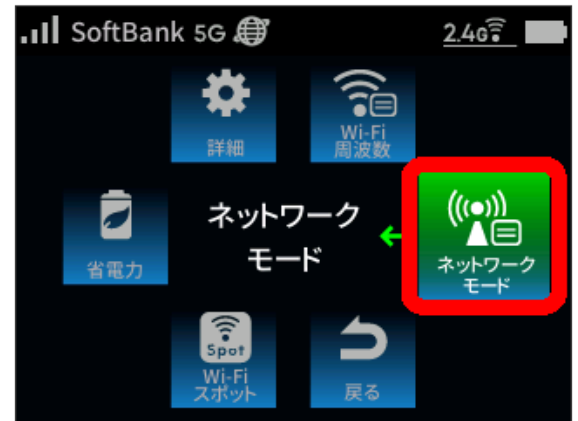 SoftBank 5G 2.4G
詳細
Wi-Fi
周波数
省電力
ネットワーク
モード
ネットワーク
モード
Spot
Wi-Fi
スポット
戻る